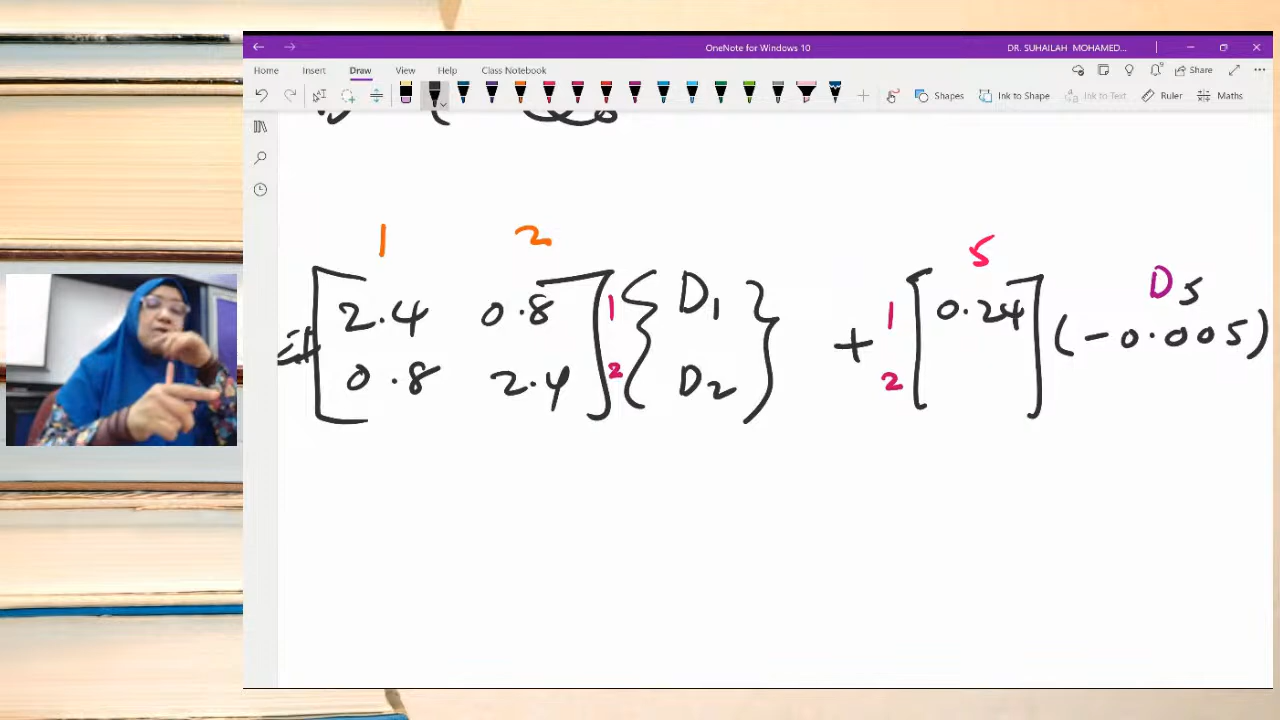 OneNote for Windows 10
DR. SUHAILAH MOHAMED...
Home Insert Draw View Help Class Notebook
Share
Shapes Ink to Shape Ink to Text Ruler Maths
1 2 5
D5
2.4 0.8 1 D1 + 1 0.24 (-0.005)
0.8 2.4 2 D2 2